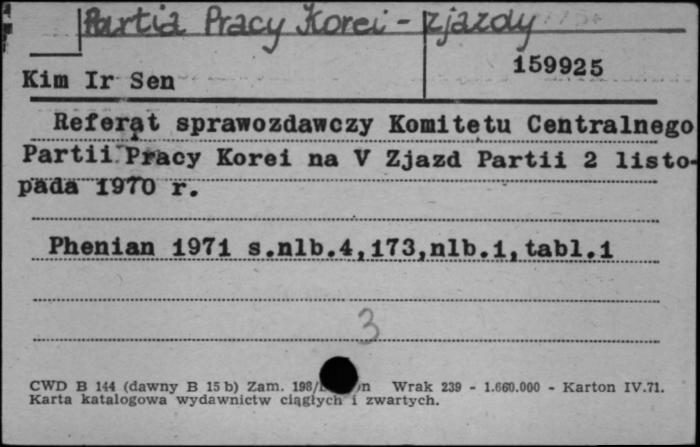 Partia Pracy Korei - zjazdy
159925
Kim Ir Sen
Referąt sprawozdawczy Komitetu Centralnego
Partii Pracy Korei na V Zjazd Partii 2 listo-
pada 1970 r.
Phenian 1971 s.nlb.4,173,nlb.1,tabl.1
3
CWD B 144 (dawny B 15 b) Zam. 198/ n Wrak 239 - 1.660.000 - Karton IV.71.
Karta katalogowa wydawnictw ciągłych i zwartych.